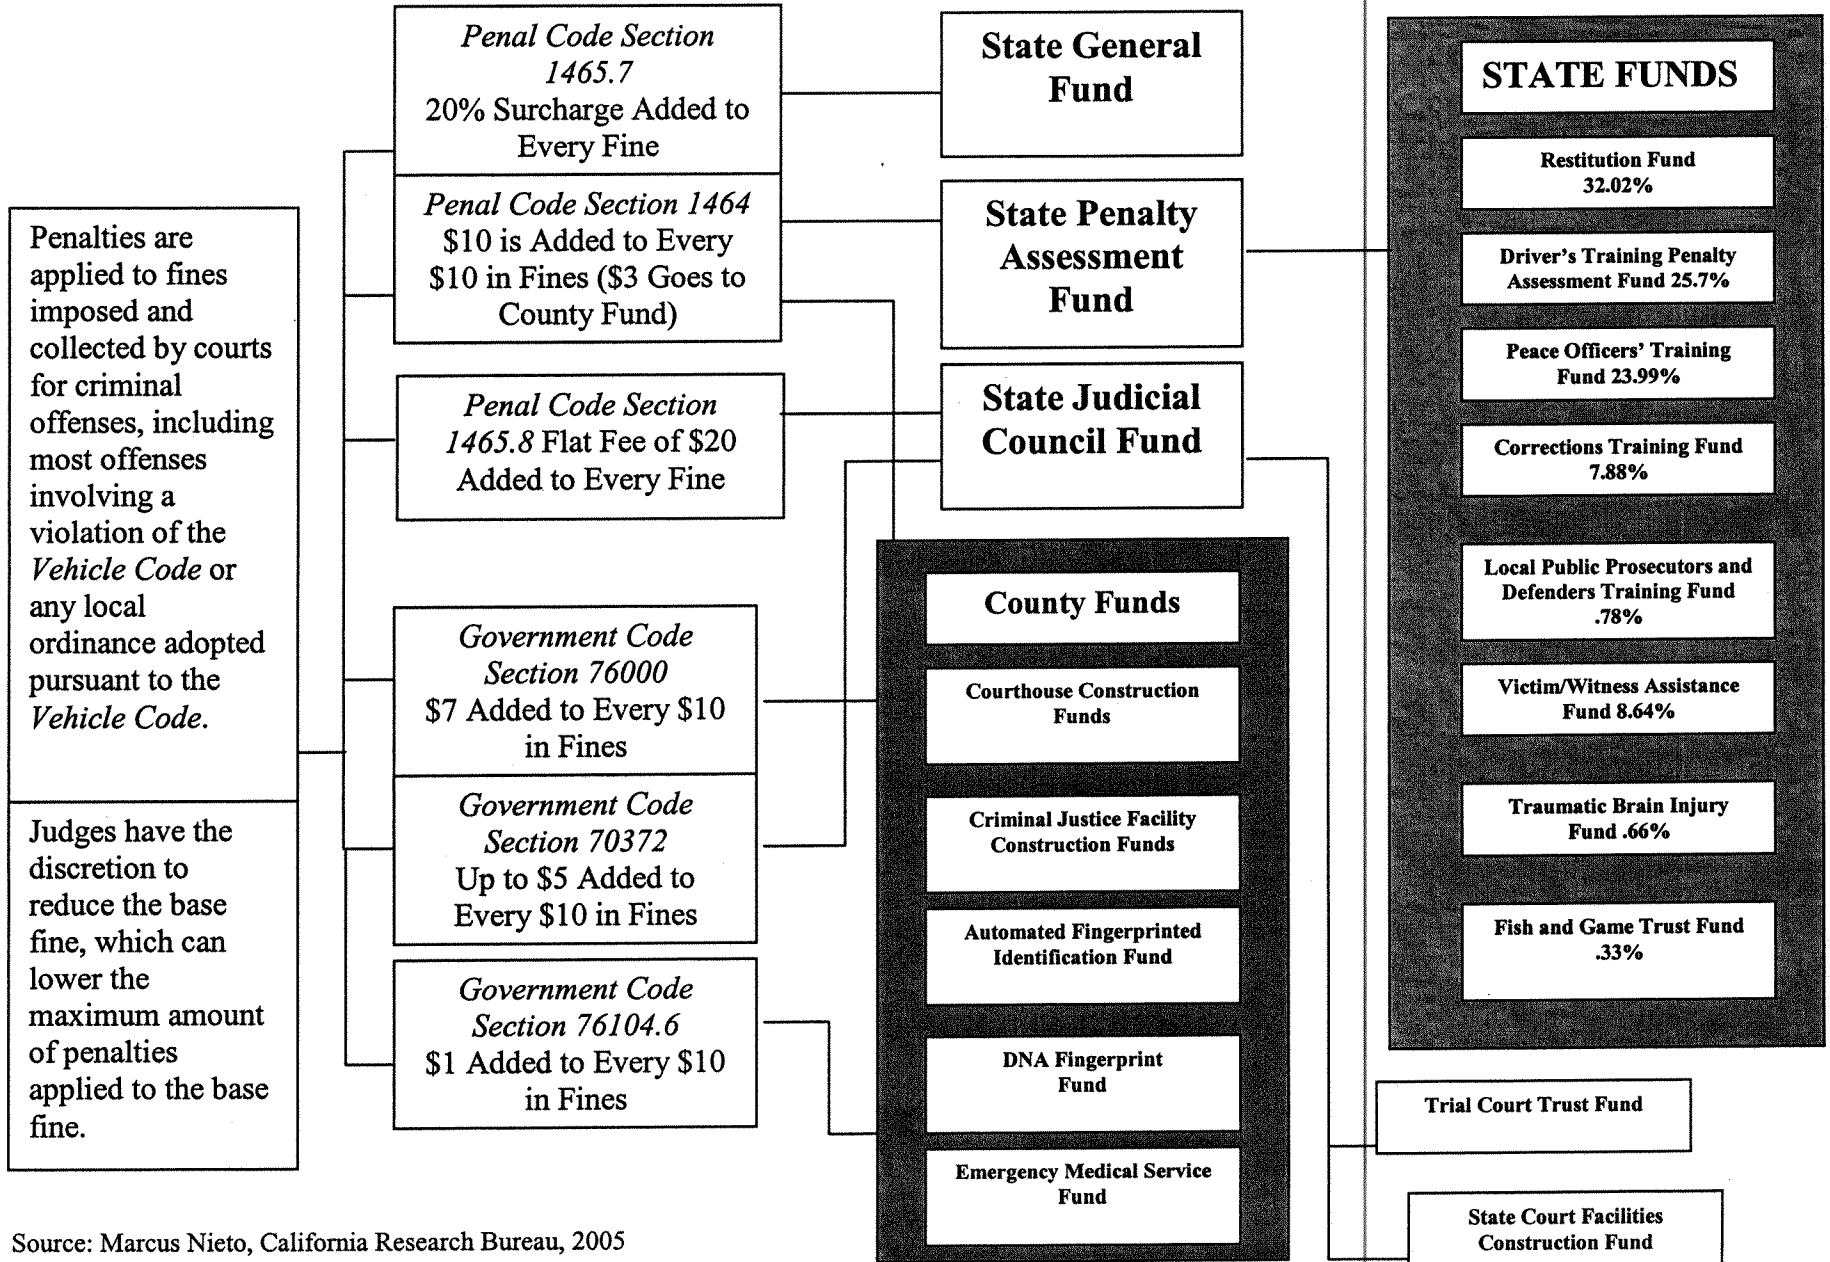 Penalties are
applied to fines
imposed and
collected by courts
for criminal
offenses, including
most offenses
involving a
violation of the
Vehicle Code or
any local
ordinance adopted
pursuant to the
Vehicle Code.
Judges have the
discretion to
reduce the base
fine, which can
lower the
maximum amount
of penalties
applied to the base
fine.
Penal Code Section
1465.7
20% Surcharge Added to
Every Fine
Penal Code Section 1464
$10 is Added to Every
$10 in Fines ($3 Goes to
County Fund)
Penal Code Section
1465.8 Flat Fee of $20
Added to Every Fine
Government Code
Section 76000
$7 Added to Every $10
in Fines
Government Code
Section 70372
Up to $5 Added to
Every $10 in Fines
Government Code
Section 76104.6
$1 Added to Every $10
in Fines
State General
Fund
State Penalty
Assessment
Fund
State Judicial
Council Fund
County Funds
Courthouse Construction
Funds
Criminal Justice Facility
Construction Funds
Automated Fingerprinted
Identification Fund
DNA Fingerprint
Fund
Emergency Medical Service
Fund
STATE FUNDS
Restitution Fund
32.02%
Driver's Training Penalty
Assessment Fund 25.7%
Peace Officers' Training
Fund 23.99%
Corrections Training Fund
7.88%
Local Public Prosecutors and
Defenders Training Fund
.78%
Victim/Witness Assistance
Fund 8.64%
Traumatic Brain Injury
Fund .66%
Fish and Game Trust Fund
.33%
Trial Court Trust Fund
State Court Facilities
Construction Fund
Source: Marcus Nieto, California Research Bureau, 2005